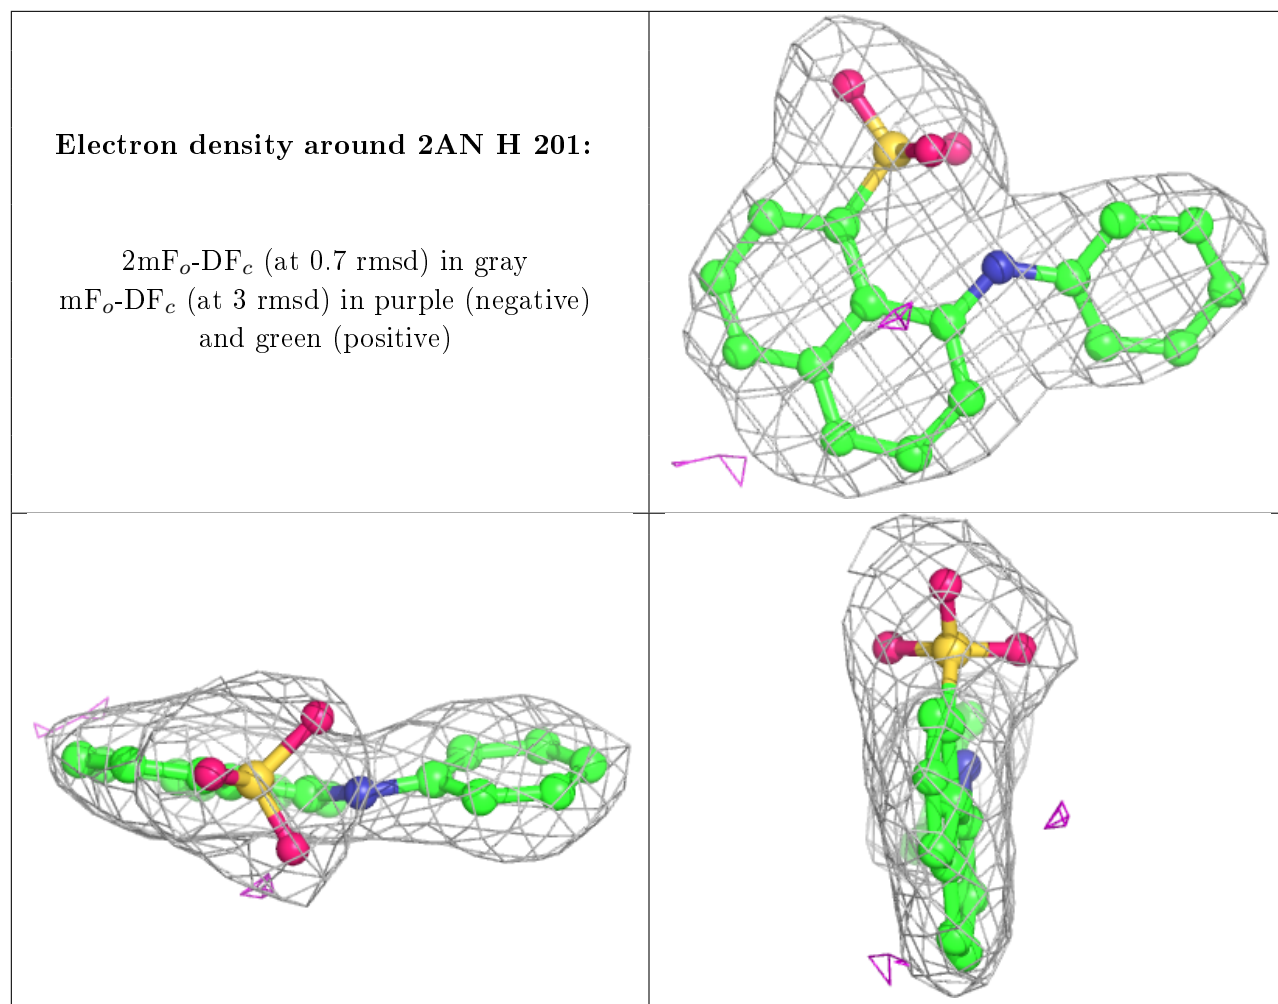 Electron density around 2AN H 201:
2mFₒ-DF𝒸 (at 0.7 rmsd) in gray
mFₒ-DF𝒸 (at 3 rmsd) in purple (negative)
and green (positive)